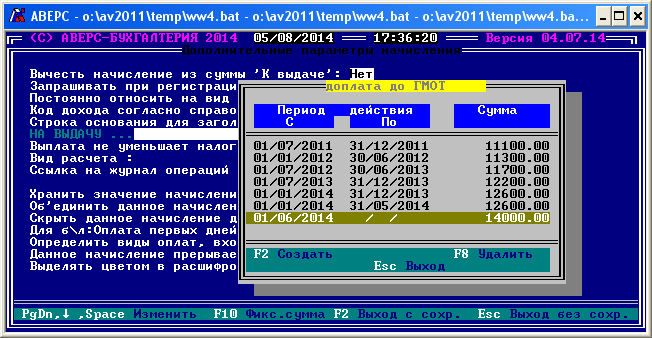 АВЕРС - o:\av2011\temp\ww4.bat - o:\av2011\temp\ww4.bat - o:\av2011\temp\ww4.ba...
(C) АВЕРС-БУХГАЛТЕРИЯ 2014 05/08/2014 17:36:20 Версия 04.07.14
Дополнительные параметры начисления
Вычесть начисление из суммы 'К выдаче': Нет
Запрашивать при регистраци
Постоянно относить на вид
Код дохода согласно справо
Строка основания для загол
НА ВЫДАЧУ ...
Выплата не уменьшает налог
Вид расчета :
Ссылка на журнал операций
Хранить значение начислени
Об'единить данное начислен
Скрыть данное начисление д
Для б\л:Оплата первых дней
Определить виды оплат, вхо
Данное начисление прерывае
Выделять цветом в расшифро
доплата до ГМОТ
Период действия Сумма
С По
01/07/2011 31/12/2011 11100.00
01/01/2012 30/06/2012 11300.00
01/07/2012 30/06/2013 11700.00
01/07/2013 31/12/2013 12200.00
01/01/2014 31/12/2013 12600.00
01/01/2014 31/05/2014 12600.00
01/06/2014 / / 14000.00
F2 Создать F8 Удалить
Esc Выход
PgDn,↓ ,Space Изменить F10 Фикс.сумма F2 Выход с сохр. Esc Выход без сохр.